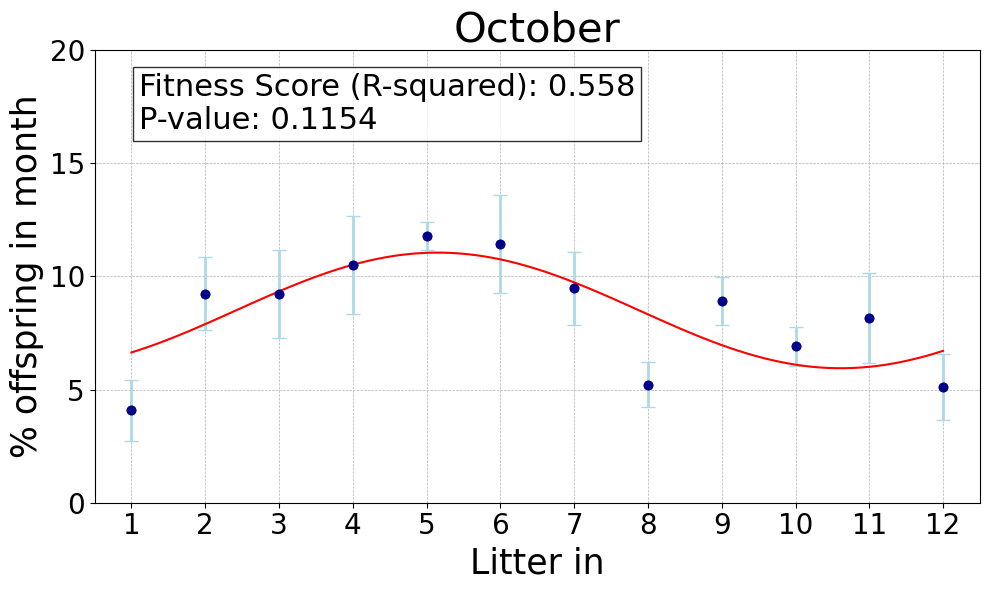 October
Fitness Score (R-squared): 0.558
P-value: 0.1154
% offspring in month
20
15
10
5
0
1 2 3 4 5 6 7 8 9 10 11 12
Litter in